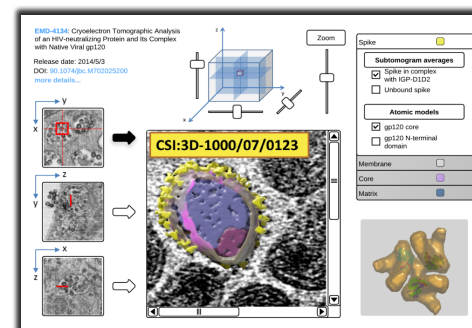 EMD-4134: Cryoelectron Tomographic Analysis
of an HIV-neutralizing Protein and Its Complex
with Native Viral gp120
Release date: 2014/5/3
DOI: 90.1074/jbc.M702025200
more details...
z
y
x
Zoom
Spike
Subtomogram averages
Spike in complex
with IGP-D1D2
Unbound spike
Atomic models
gp120 core
gp120 N-terminal
domain
Membrane
Core
Matrix
y
x
z
y
x
z
CSI:3D-1000/07/0123